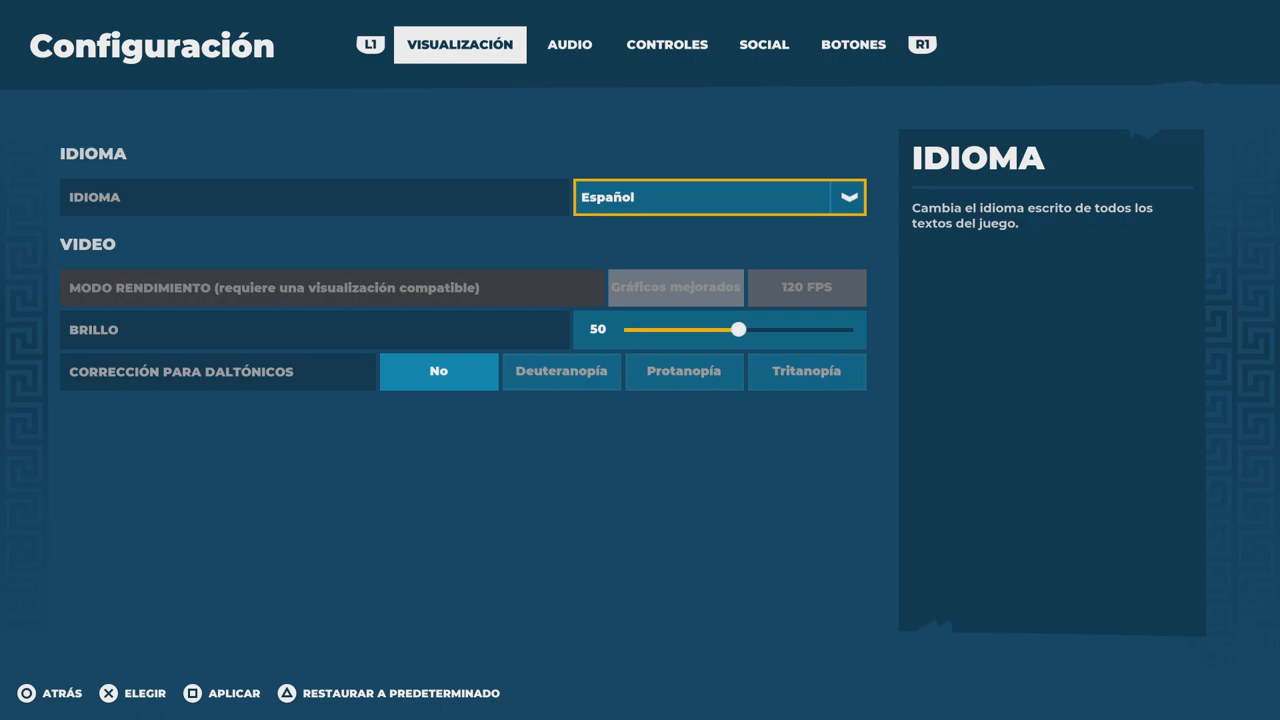 Configuración
L1 VISUALIZACIÓN AUDIO CONTROLES SOCIAL BOTONES R1
IDIOMA
IDIOMA Español
VIDEO
MODO RENDIMIENTO (requiere una visualización compatible) Gráficos mejorados 120 FPS
BRILLO 50
CORRECCIÓN PARA DALTÓNICOS No Deuteranopía Protanopía Tritanopía
IDIOMA
Cambia el idioma escrito de todos los
textos del juego.
ATRÁS ELEGIR APLICAR RESTAURAR A PREDETERMINADO